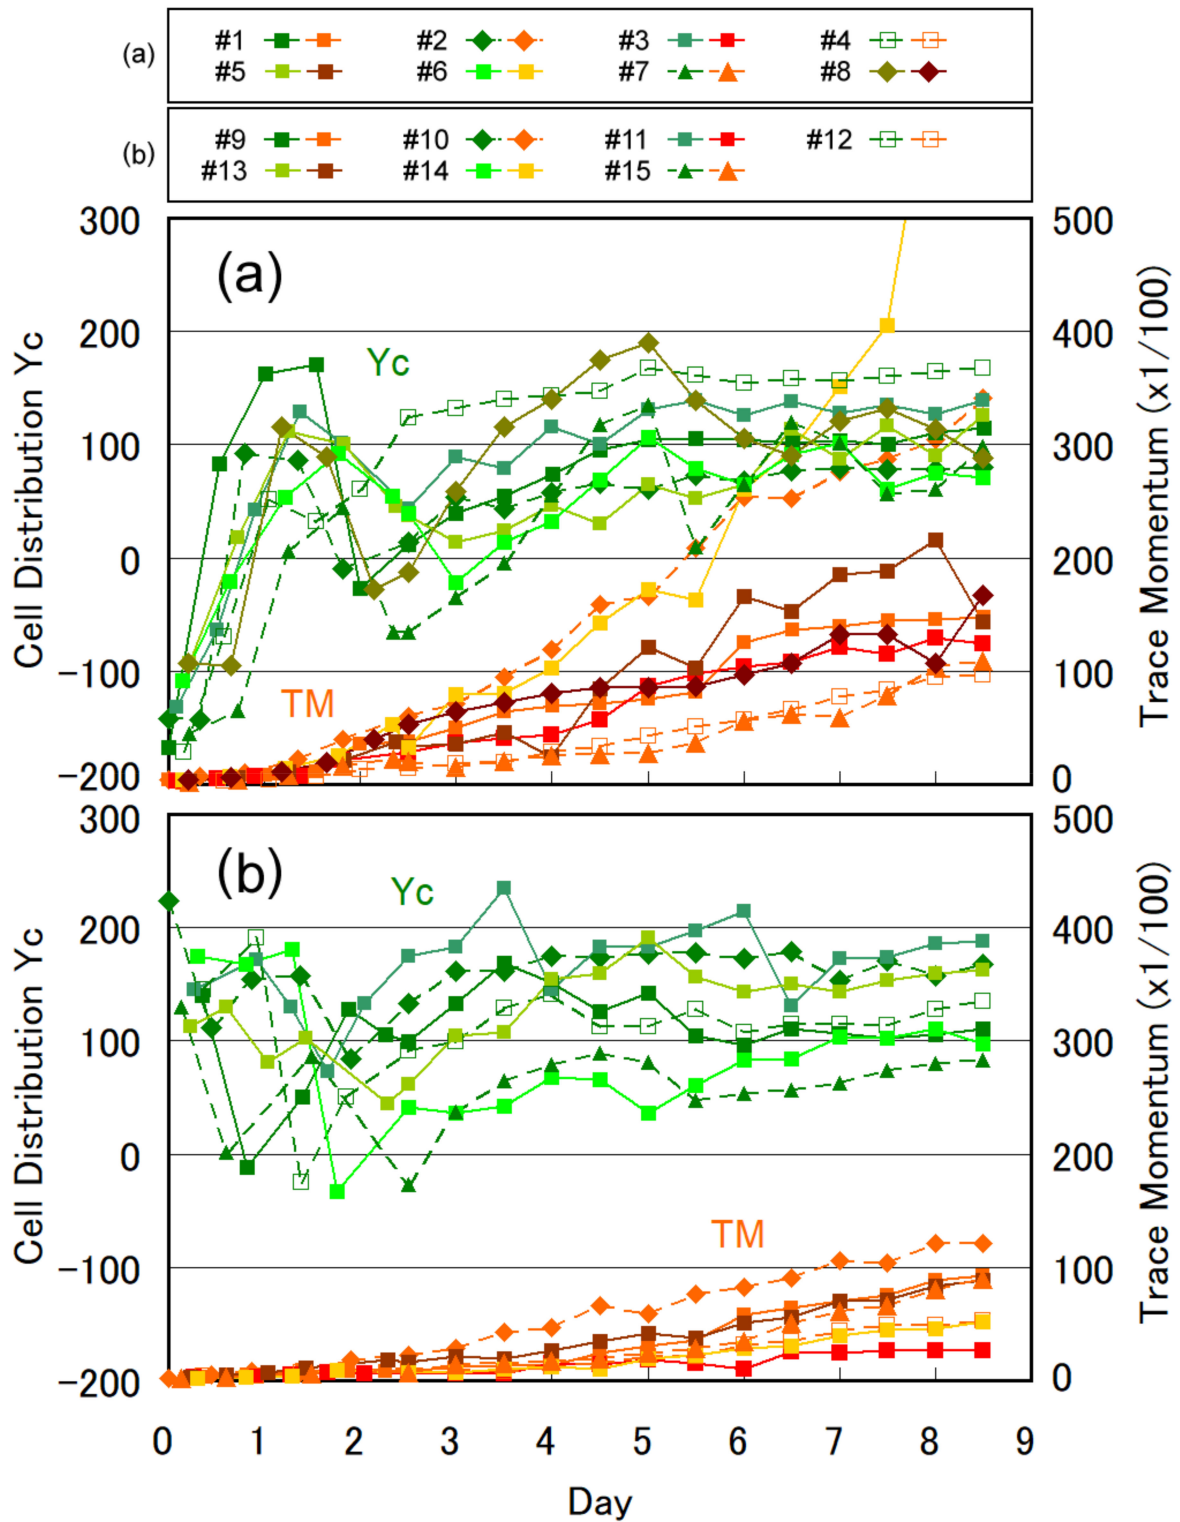 (a) #1 #2 #3 #4
#5 #6 #7 #8
(b) #9 #10 #11 #12
#13 #14 #15
300 500
(a)
200 400
Yc
100 300
0 200
−100 100
TM
−200 0
Cell Distribution Yc
Trace Momentum (x1/100)
300 500
(b)
Yc
200 400
100 300
0 200
TM
−100 100
−200 0
Cell Distribution Yc
Trace Momentum (x1/100)
0 1 2 3 4 5 6 7 8 9
Day